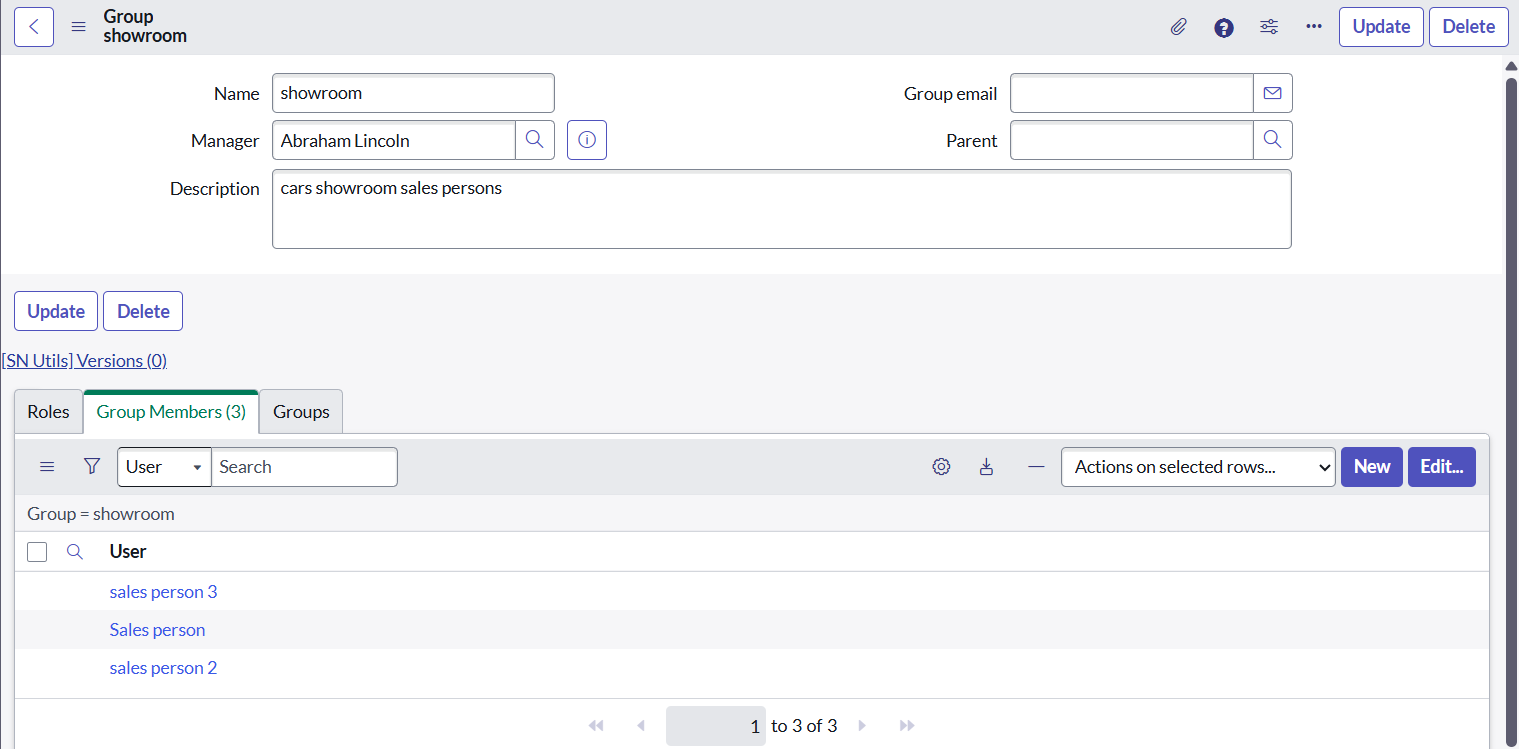 Group
showroom
Update Delete
Name showroom Group email
Manager Abraham Lincoln Parent
Description cars showroom sales persons
Update Delete
[SN Utils] Versions (0)
Roles Group Members (3) Groups
User Search Actions on selected rows... New Edit...
Group = showroom
User
sales person 3
Sales person
sales person 2
1 to 3 of 3